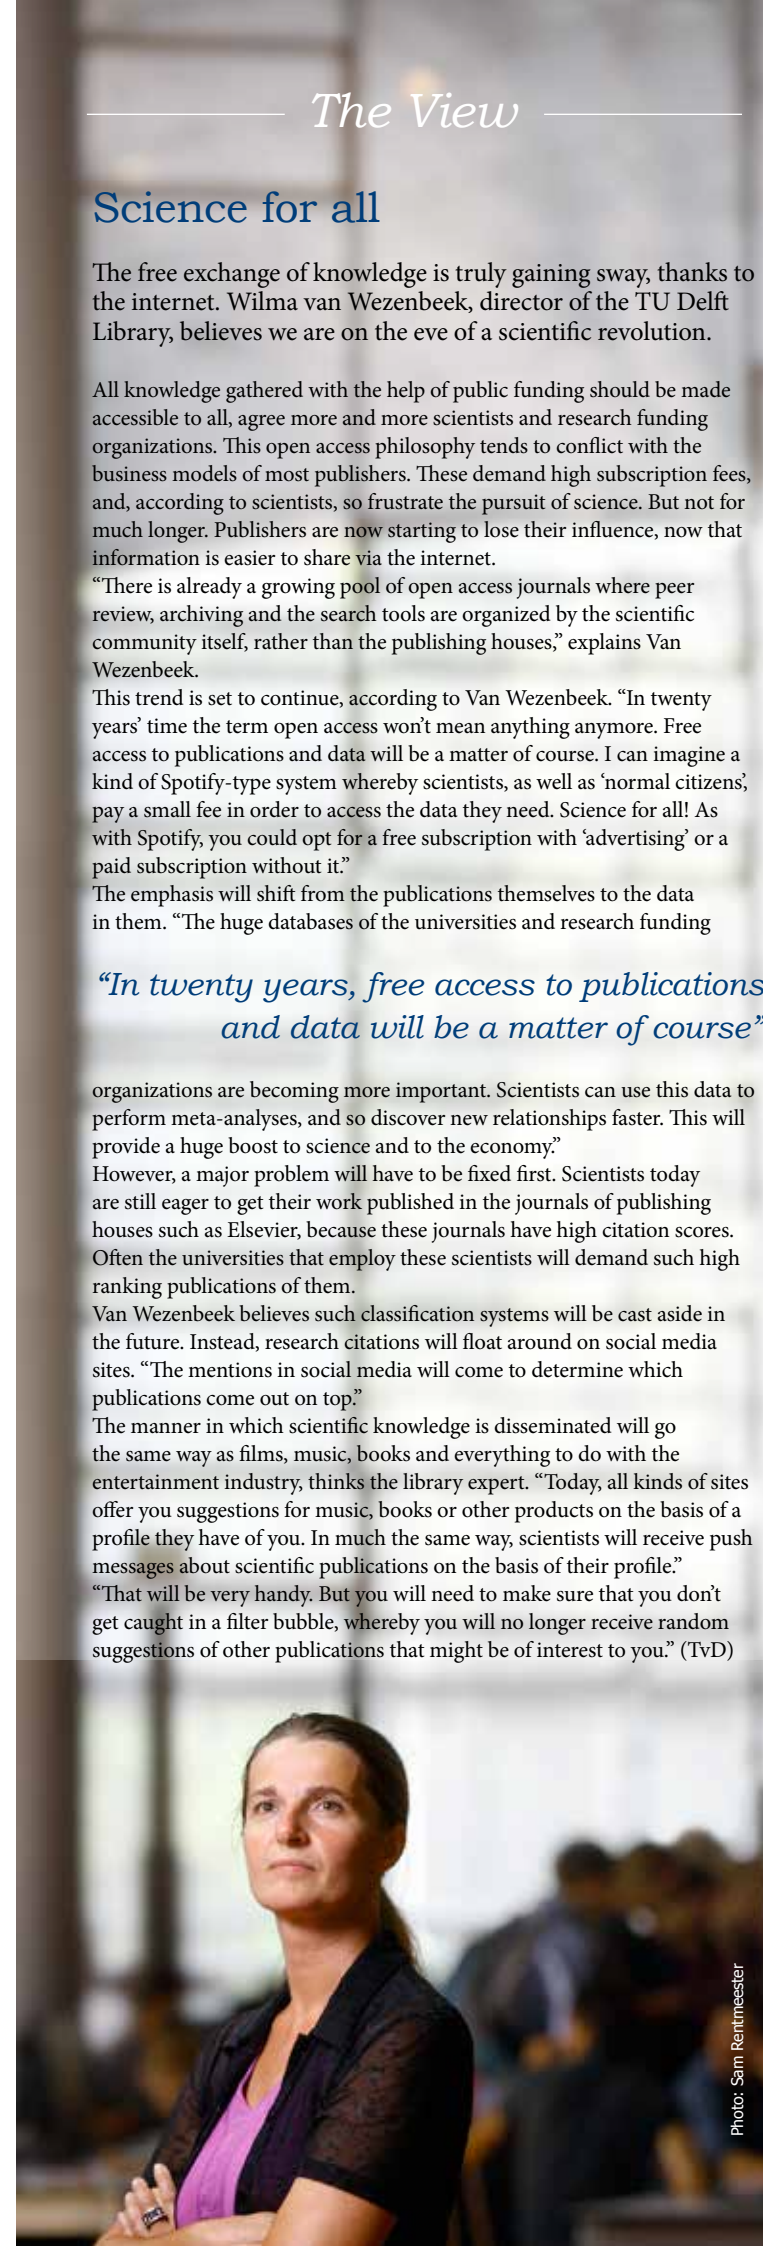 The View
Science for all
The free exchange of knowledge is truly gaining sway, thanks to
the internet. Wilma van Wezenbeek, director of the TU Delft
Library, believes we are on the eve of a scientific revolution.
All knowledge gathered with the help of public funding should be made
accessible to all, agree more and more scientists and research funding
organizations. This open access philosophy tends to conflict with the
business models of most publishers. These demand high subscription fees,
and, according to scientists, so frustrate the pursuit of science. But not for
much longer. Publishers are now starting to lose their influence, now that
information is easier to share via the internet.
“There is already a growing pool of open access journals where peer
review, archiving and the search tools are organized by the scientific
community itself, rather than the publishing houses,” explains Van
Wezenbeek.
This trend is set to continue, according to Van Wezenbeek. “In twenty
years’ time the term open access won’t mean anything anymore. Free
access to publications and data will be a matter of course. I can imagine a
kind of Spotify-type system whereby scientists, as well as ‘normal citizens’,
pay a small fee in order to access the data they need. Science for all! As
with Spotify, you could opt for a free subscription with ‘advertising’ or a
paid subscription without it.”
The emphasis will shift from the publications themselves to the data
in them. “The huge databases of the universities and research funding
“In twenty years, free access to publications
and data will be a matter of course”
organizations are becoming more important. Scientists can use this data to
perform meta-analyses, and so discover new relationships faster. This will
provide a huge boost to science and to the economy.”
However, a major problem will have to be fixed first. Scientists today
are still eager to get their work published in the journals of publishing
houses such as Elsevier, because these journals have high citation scores.
Often the universities that employ these scientists will demand such high
ranking publications of them.
Van Wezenbeek believes such classification systems will be cast aside in
the future. Instead, research citations will float around on social media
sites. “The mentions in social media will come to determine which
publications come out on top.”
The manner in which scientific knowledge is disseminated will go
the same way as films, music, books and everything to do with the
entertainment industry, thinks the library expert. “Today, all kinds of sites
offer you suggestions for music, books or other products on the basis of a
profile they have of you. In much the same way, scientists will receive push
messages about scientific publications on the basis of their profile.”
“That will be very handy. But you will need to make sure that you don’t
get caught in a filter bubble, whereby you will no longer receive random
suggestions of other publications that might be of interest to you.” (TvD)
Photo: Sam Rentmeester